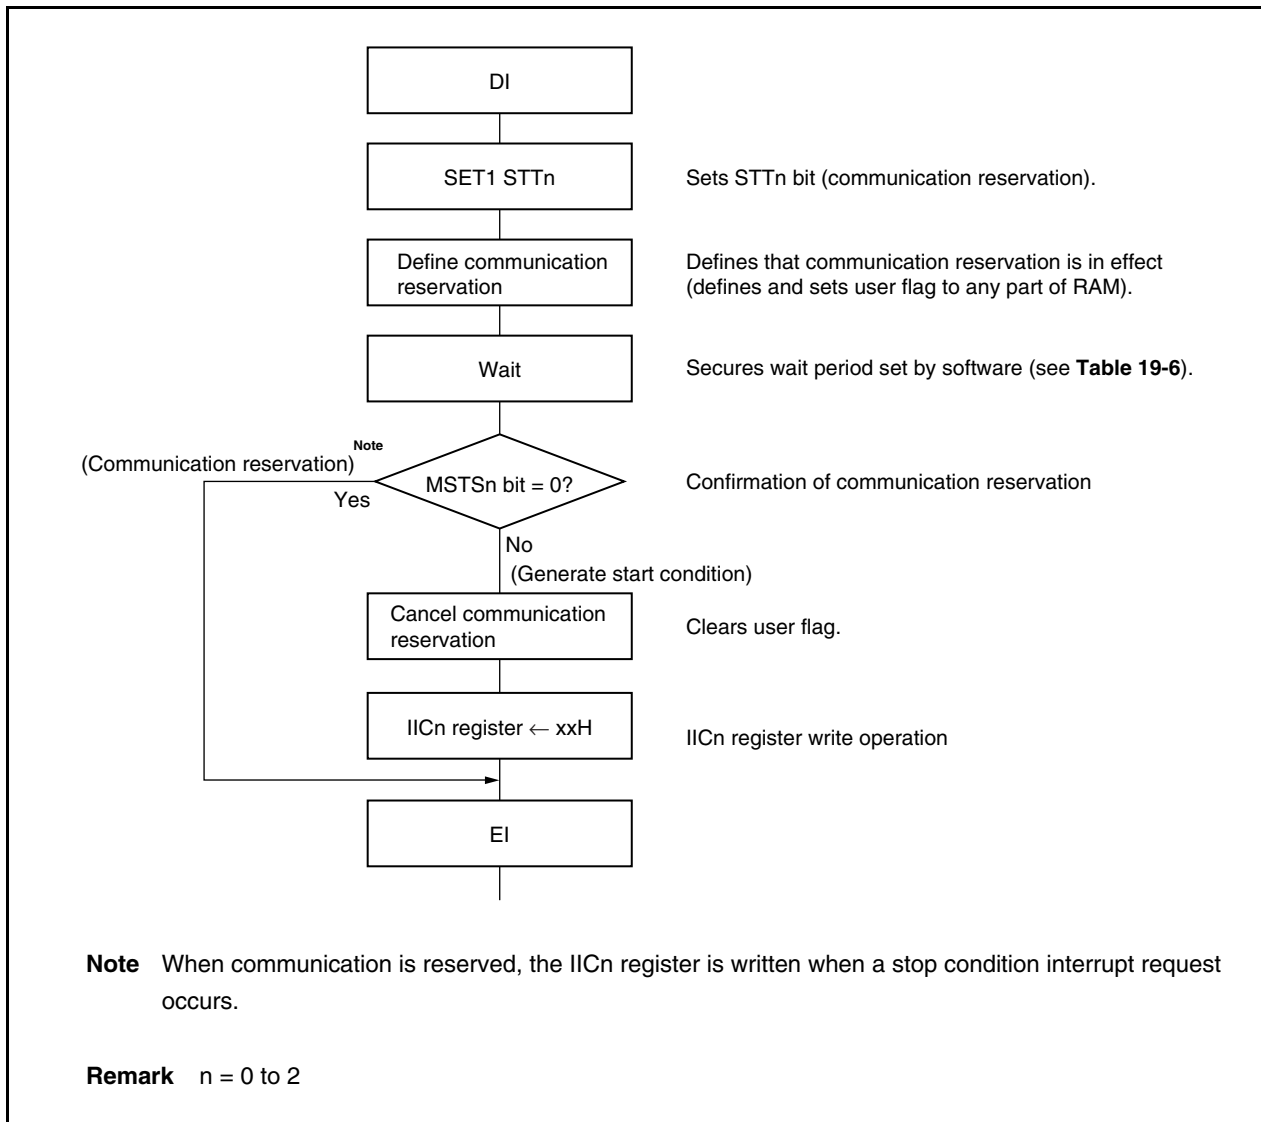 DI
SET1 STTn
Sets STTn bit (communication reservation).
Define communication
reservation
Defines that communication reservation is in effect
(defines and sets user flag to any part of RAM).
Wait
Secures wait period set by software (see Table 19-6).
(Communication reservation)Note
Yes
MSTSn bit = 0?
Confirmation of communication reservation
No
(Generate start condition)
Cancel communication
reservation
Clears user flag.
IICn register ← xxH
IICn register write operation
EI
Note When communication is reserved, the IICn register is written when a stop condition interrupt request
occurs.
Remark n = 0 to 2